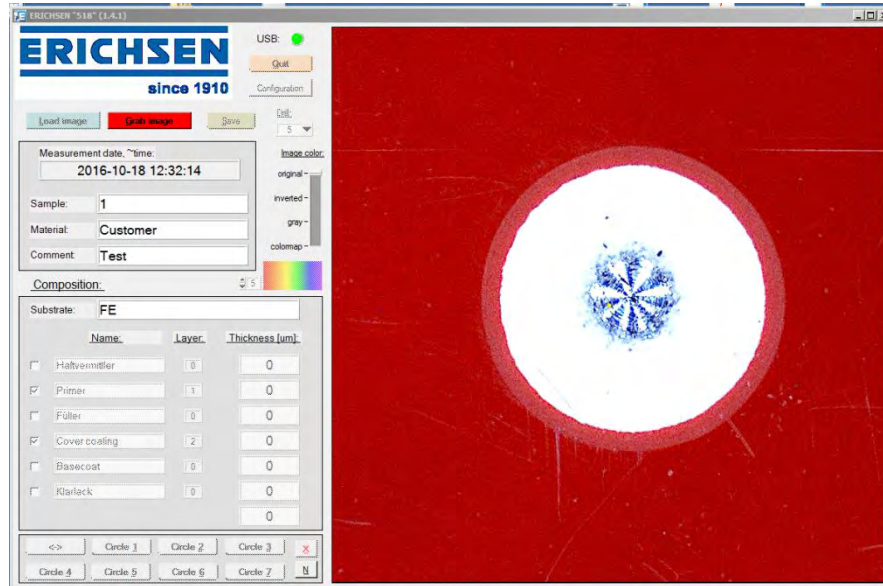 ERICHSEN "518" (1.4.1)
ERICHSEN
since 1910
USB:
Quit
Configuration
Load image
Grab image
Save
Cmt:
5
Measurement date, ~time:
2016-10-18 12:32:14
Sample: 1
Material: Customer
Comment: Test
Image color:
original
inverted
gray
colormap
5
Composition:
Substrate: FE
Name: Layer: Thickness [um]:
Haftvermittler 0 0
Primer 1 0
Füller 0 0
Cover coating 2 0
Basecoat 0 0
Klarlack 0 0
0
<-> Circle 1 Circle 2 Circle 3 X
Circle 4 Circle 5 Circle 6 Circle 7 N